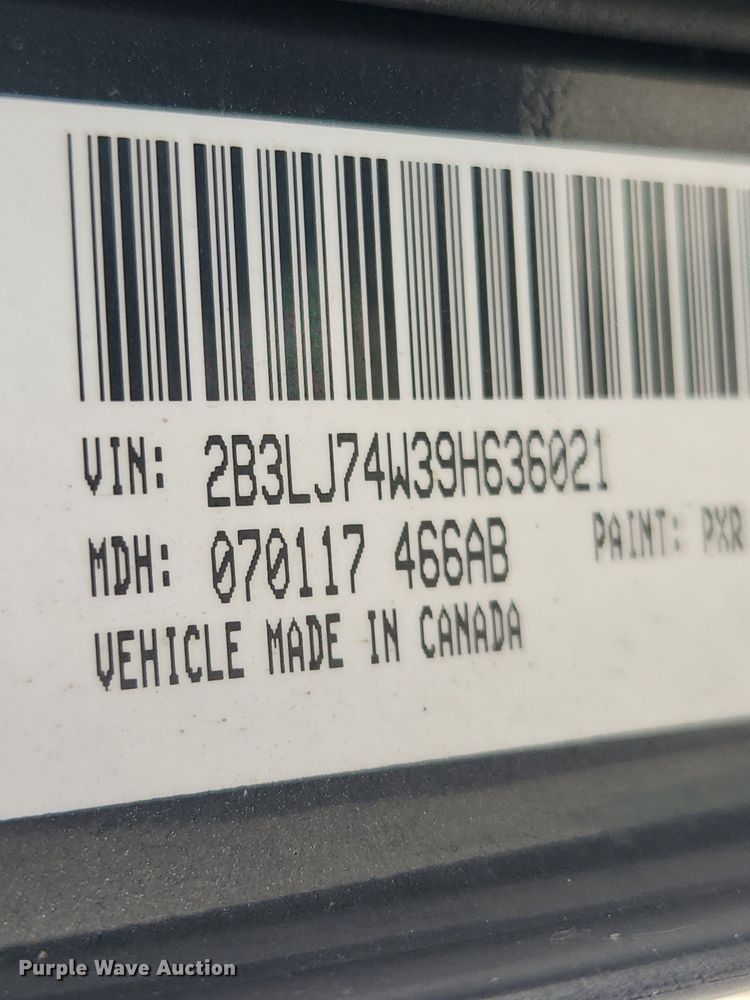 VIN: 2B3LJ74W39H636021
MDH: 070117 466AB PAINT: PXR
VEHICLE MADE IN CANADA
Purple Wave Auction